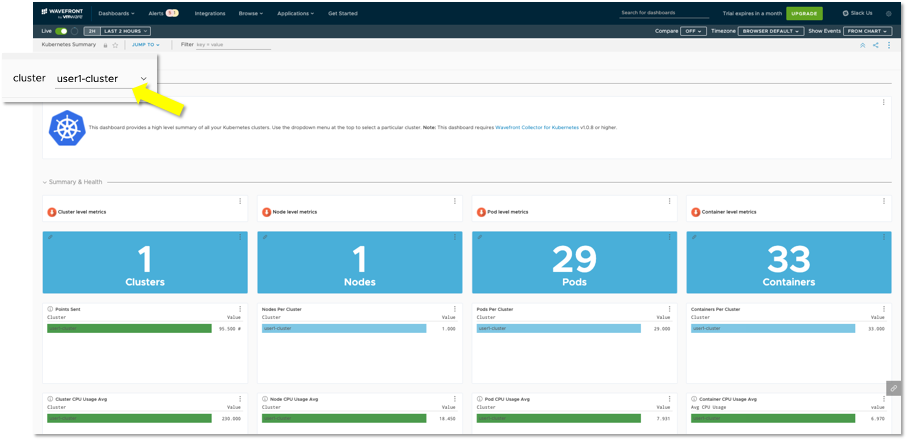 WAVEFRONT Dashboards Alerts Integrations Browse Applications Get Started Search for dashboards Trial expires in a month UPGRADE Slack Us
by VMware
Live 2H LAST 2 HOURS Compare OFF Timezone BROWSER DEFAULT Show Events FROM CHART
Kubernetes Summary JUMP TO Filter key = value
cluster user1-cluster
This dashboard provides a high level summary of all your Kubernetes clusters. Use the dropdown menu at the top to select a particular cluster. Note: This dashboard requires Wavefront Collector for Kubernetes v1.0.8 or higher.
Summary & Health
Cluster level metrics Node level metrics Pod level metrics Container level metrics
1 1 29 33
Clusters Nodes Pods Containers
Points Sent Nodes Per Cluster Pods Per Cluster Containers Per Cluster
Cluster Value Cluster Value Cluster Value Cluster Value
user1-cluster 95.500 # user1-cluster 1.000 user1-cluster 29.000 user1-cluster 33.000
Cluster CPU Usage Avg Node CPU Usage Avg Pod CPU Usage Avg Container CPU Usage Avg
Cluster Value Cluster Value Cluster Value Avg CPU Usage value
user1-cluster 230.000 user1-cluster 18.450 user1-cluster 7.931 user1-cluster 6.970